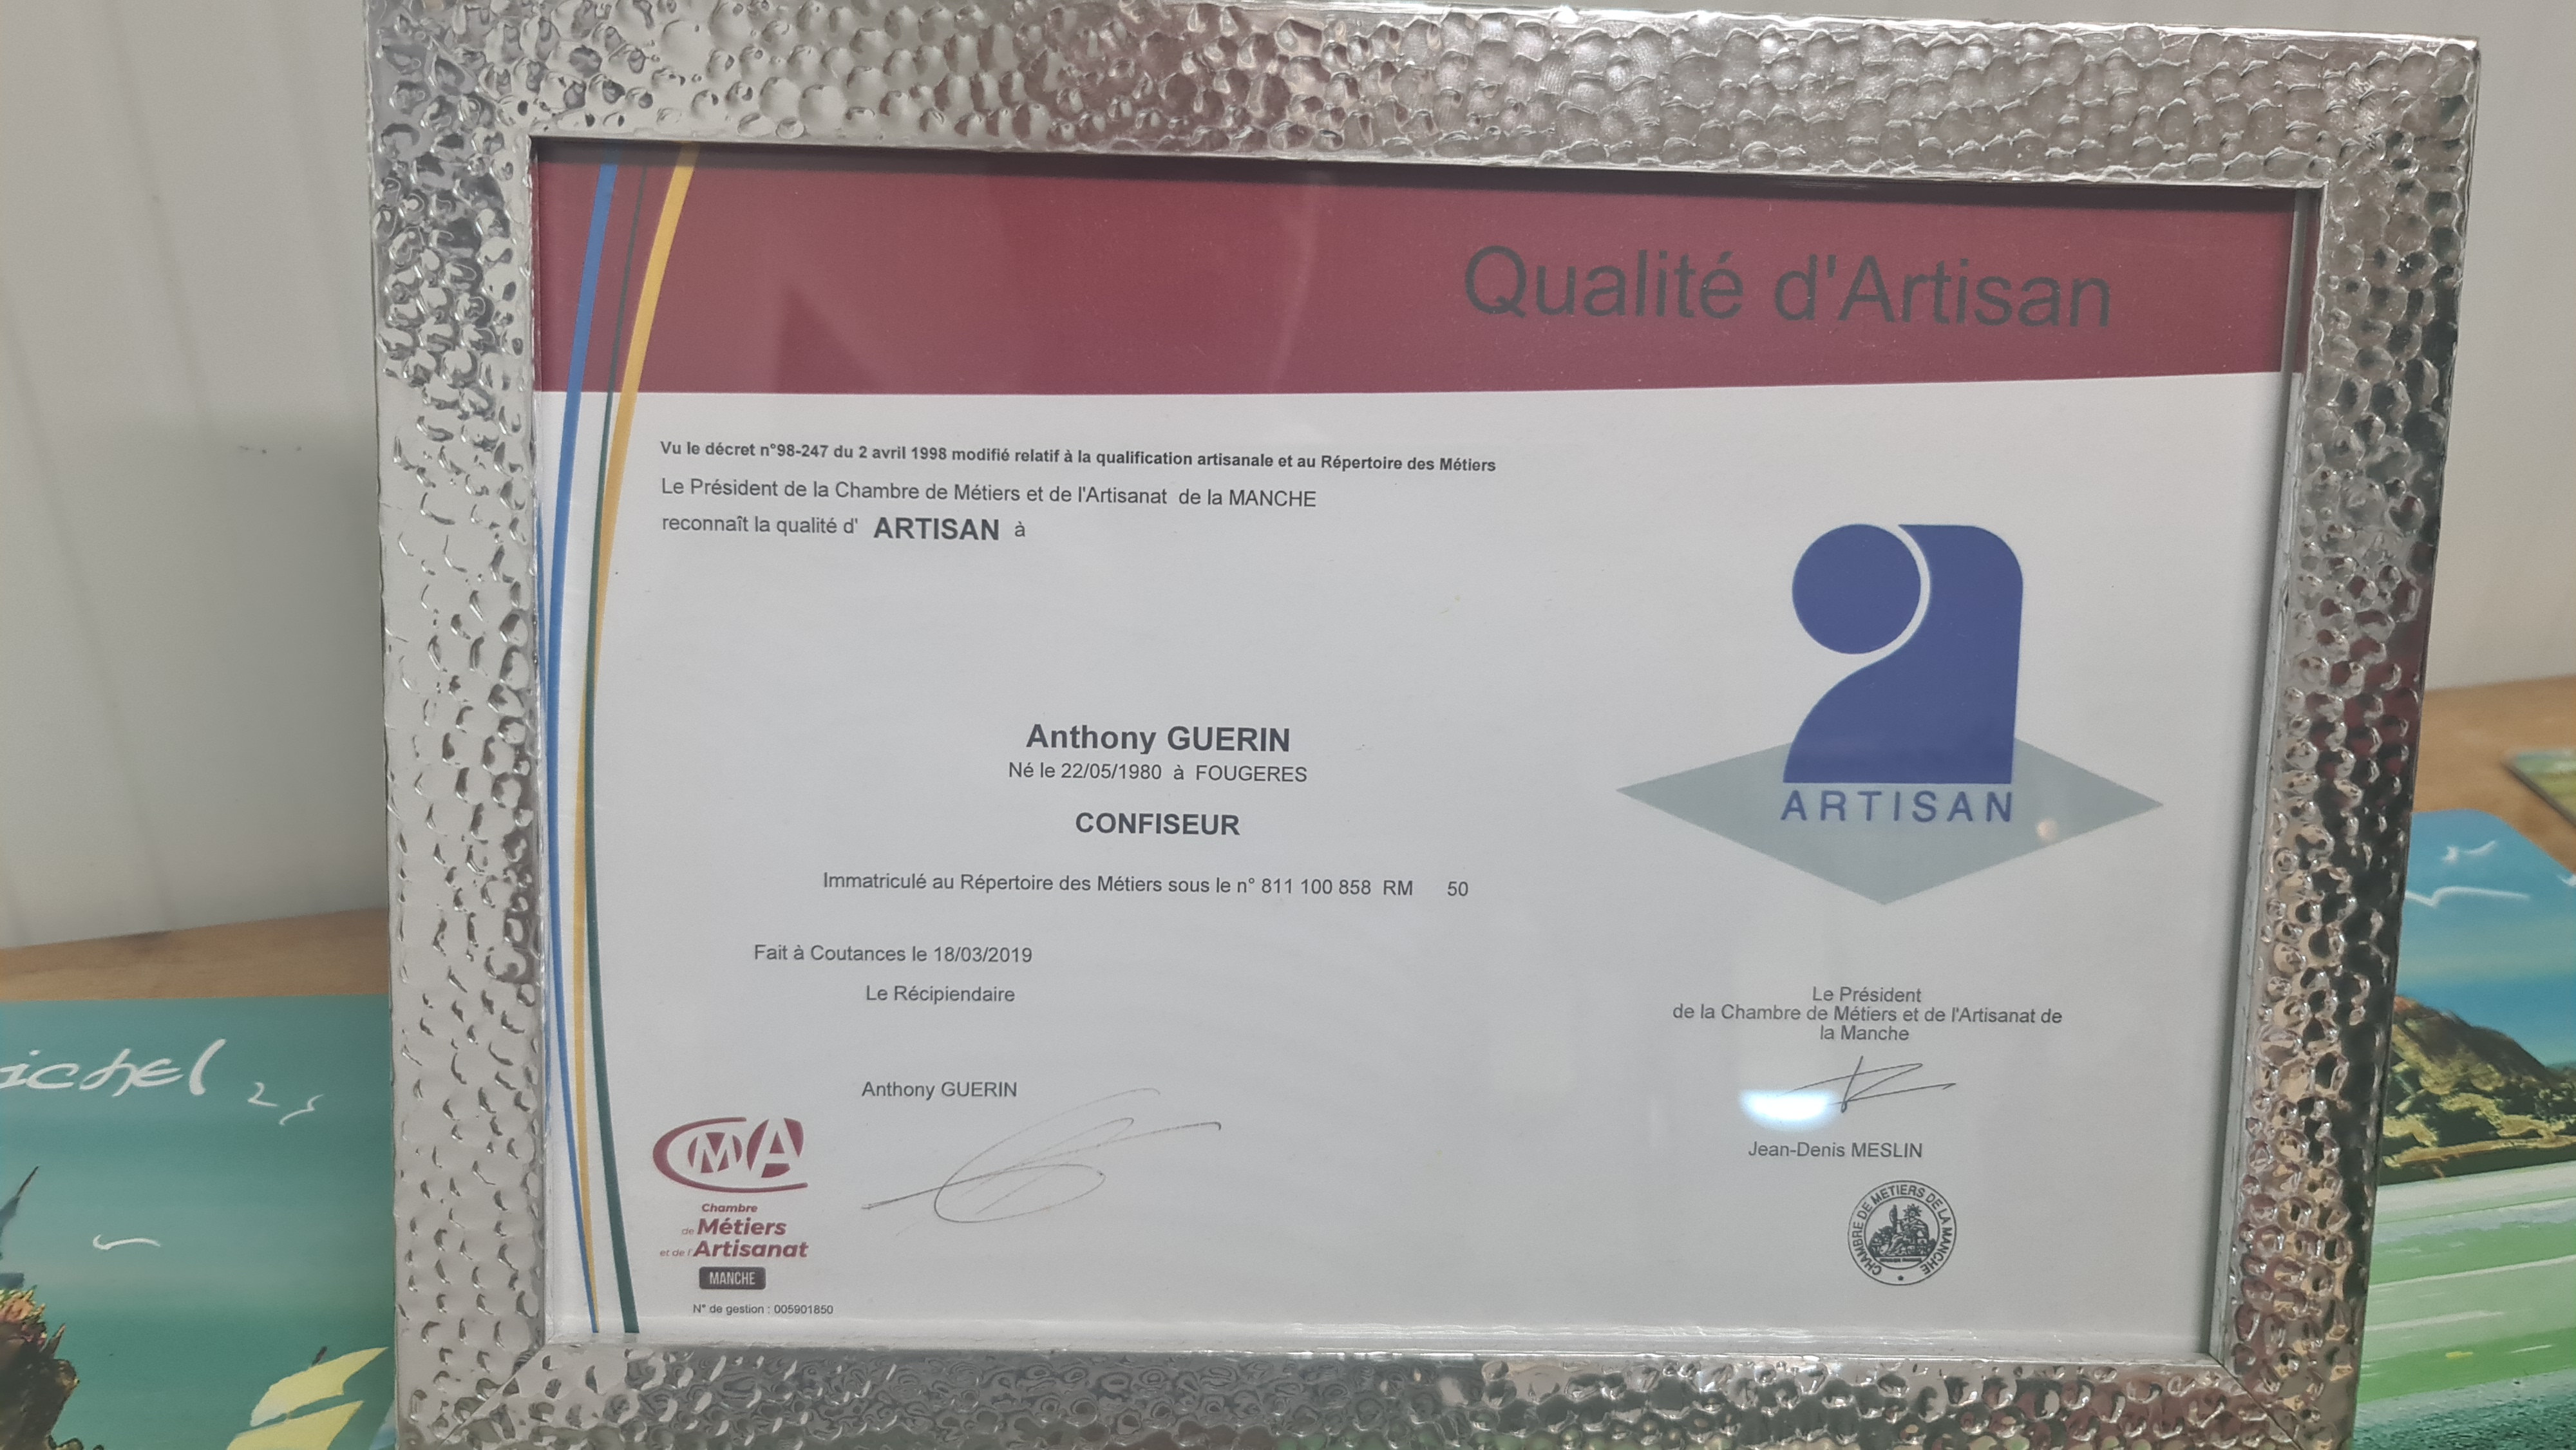 Qualité d'Artisan
Vu le décret n°98-247 du 2 avril 1998 modifié relatif à la qualification artisanale et au Répertoire des Métiers
Le Président de la Chambre de Métiers et de l'Artisanat de la MANCHE
reconnaît la qualité d' ARTISAN à
Anthony GUERIN
Né le 22/05/1980 à FOUGERES
CONFISEUR
Immatriculé au Répertoire des Métiers sous le n° 811 100 858 RM 50
ARTISAN
Fait à Coutances le 18/03/2019
Le Récipiendaire
Anthony GUERIN
Le Président
de la Chambre de Métiers et de l'Artisanat de
la Manche
Jean-Denis MESLIN
CHAMBRE DE METIERS DE LA MANCHE
CMA
Chambre
de Métiers
et de l'Artisanat
MANCHE
N° de gestion : 005901850
ichel